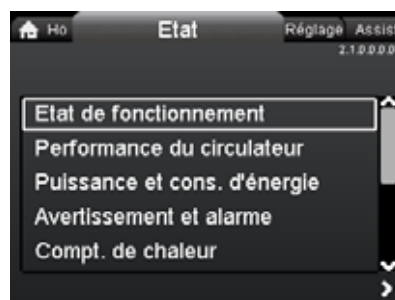 Ho Etat Réglage Assis
2.1.0.0.0.0
Etat de fonctionnement
Performance du circulateur
Puissance et cons. d'énergie
Avertissement et alarme
Compt. de chaleur